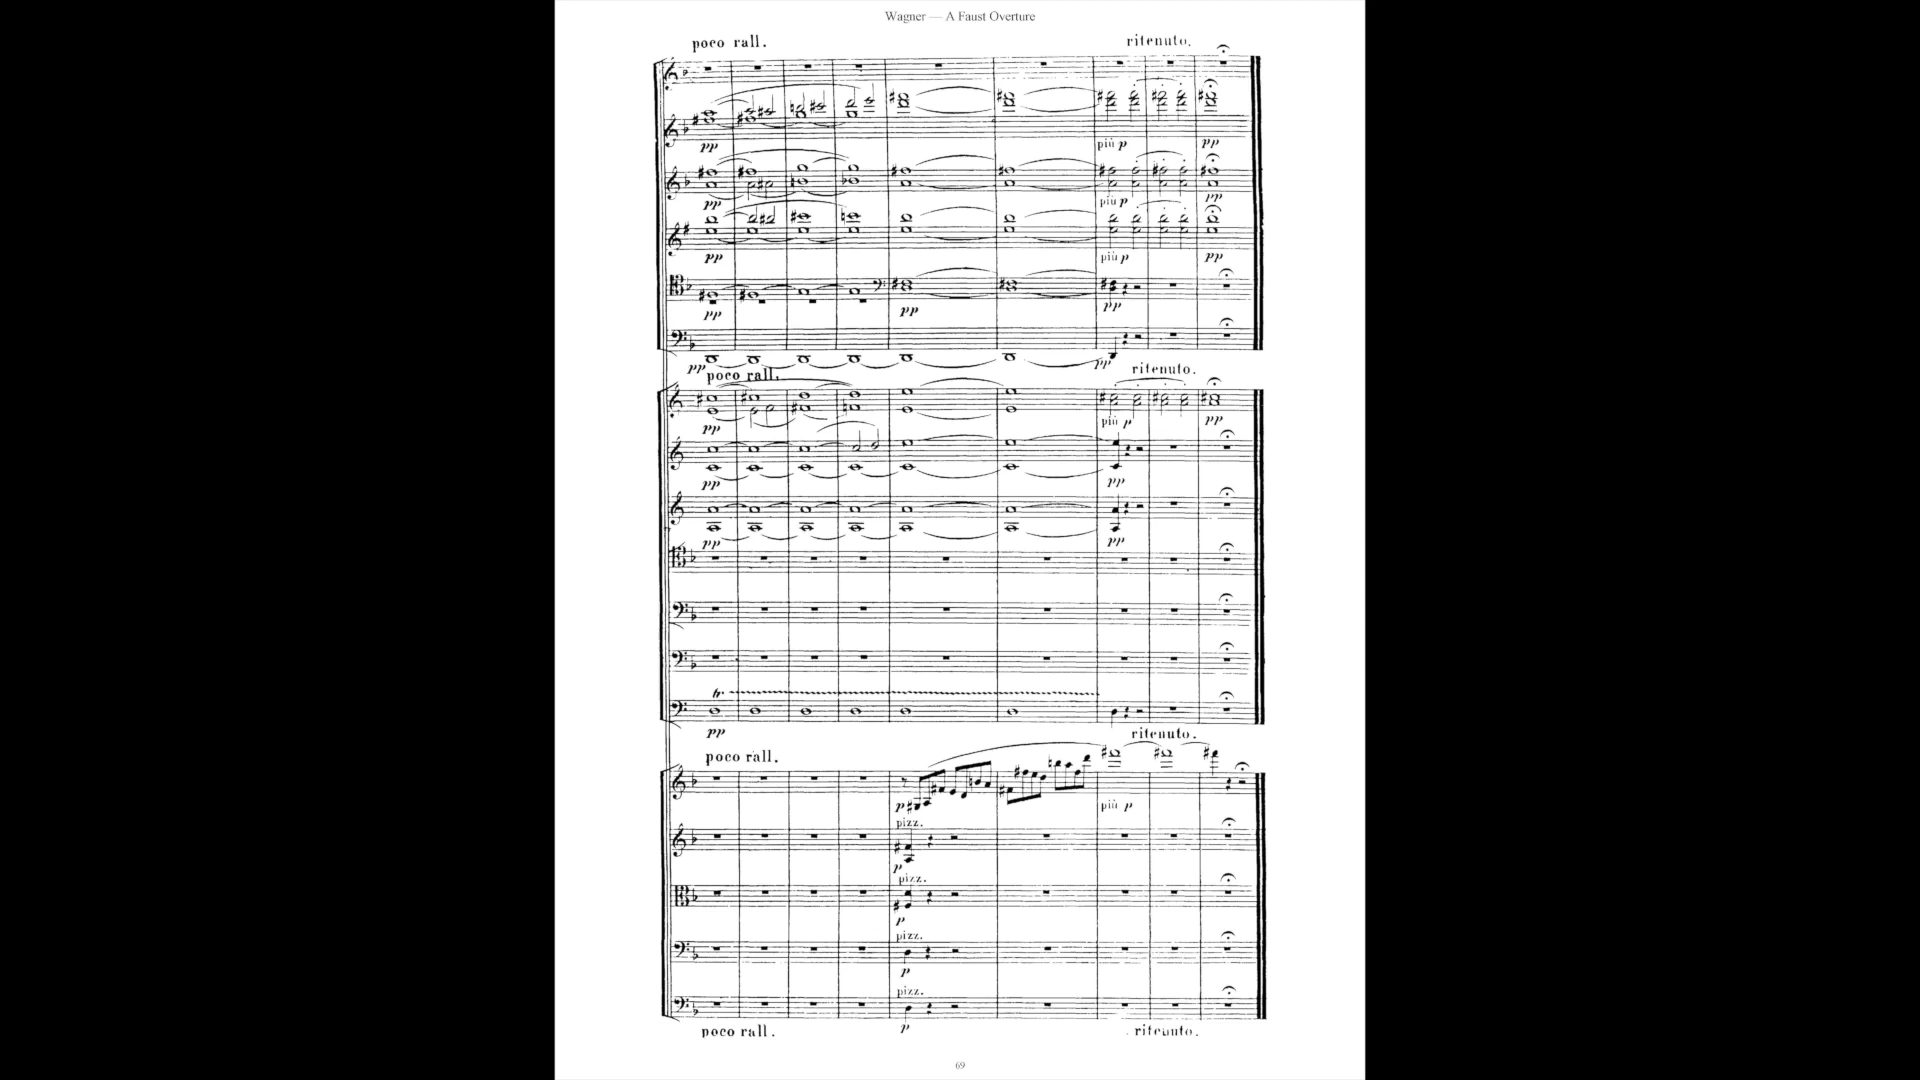 Wagner — A Faust Overture
poco rall. ritenuto.
pp più p pp
pp più p pp
pp più p pp
pp pp pp
pp pp
poco rall. ritenuto.
pp più p pp
pp pp
pp pp
tr.
pp
ritenuto.
poco rall.
p più p
pizz.
p
pizz.
p
pizz.
p
pizz.
p
poco rall. ritenuto.
69